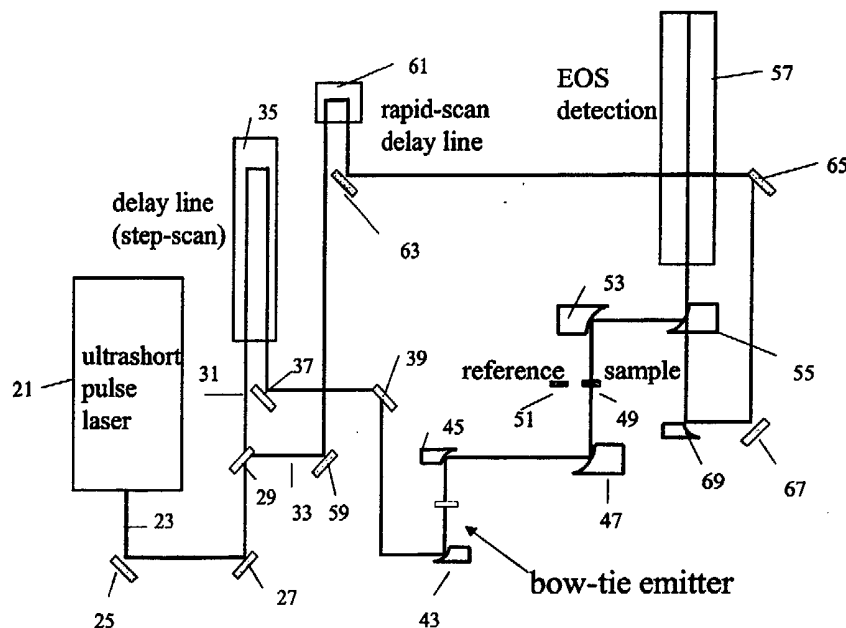 61
57
35
rapid-scan
delay line
EOS
detection
65
delay line
(step-scan)
63
53
39
ultrashort
pulse
laser
21
31
37
reference
sample
55
51
49
45
29
33
59
47
69
67
23
25
27
43
bow-tie emitter